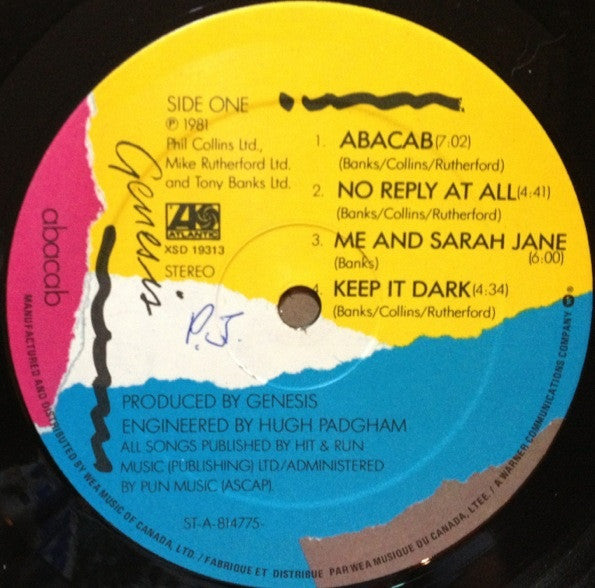 SIDE ONE
℗ 1981
Phil Collins Ltd.,
Mike Rutherford Ltd.
and Tony Banks Ltd.
ATLANTIC
XSD 19313
STEREO
1. ABACAB (7:02)
(Banks/Collins/Rutherford)
2. NO REPLY AT ALL (4:41)
(Banks/Collins/Rutherford)
3. ME AND SARAH JANE
(Banks) (6:00)
4. KEEP IT DARK (4:34)
(Banks/Collins/Rutherford)
Genesis
abacab
P.J.
PRODUCED BY GENESIS
ENGINEERED BY HUGH PADGHAM
ALL SONGS PUBLISHED BY HIT & RUN
MUSIC (PUBLISHING) LTD/ADMINISTERED
BY PUN MUSIC (ASCAP).
ST-A-814775-
MANUFACTURED AND DISTRIBUTED BY WEA MUSIC OF CANADA, LTD. / FABRIQUE ET DISTRIBUE PAR WEA MUSIQUE DU CANADA, LTEE. / A WARNER COMMUNICATIONS COMPANY